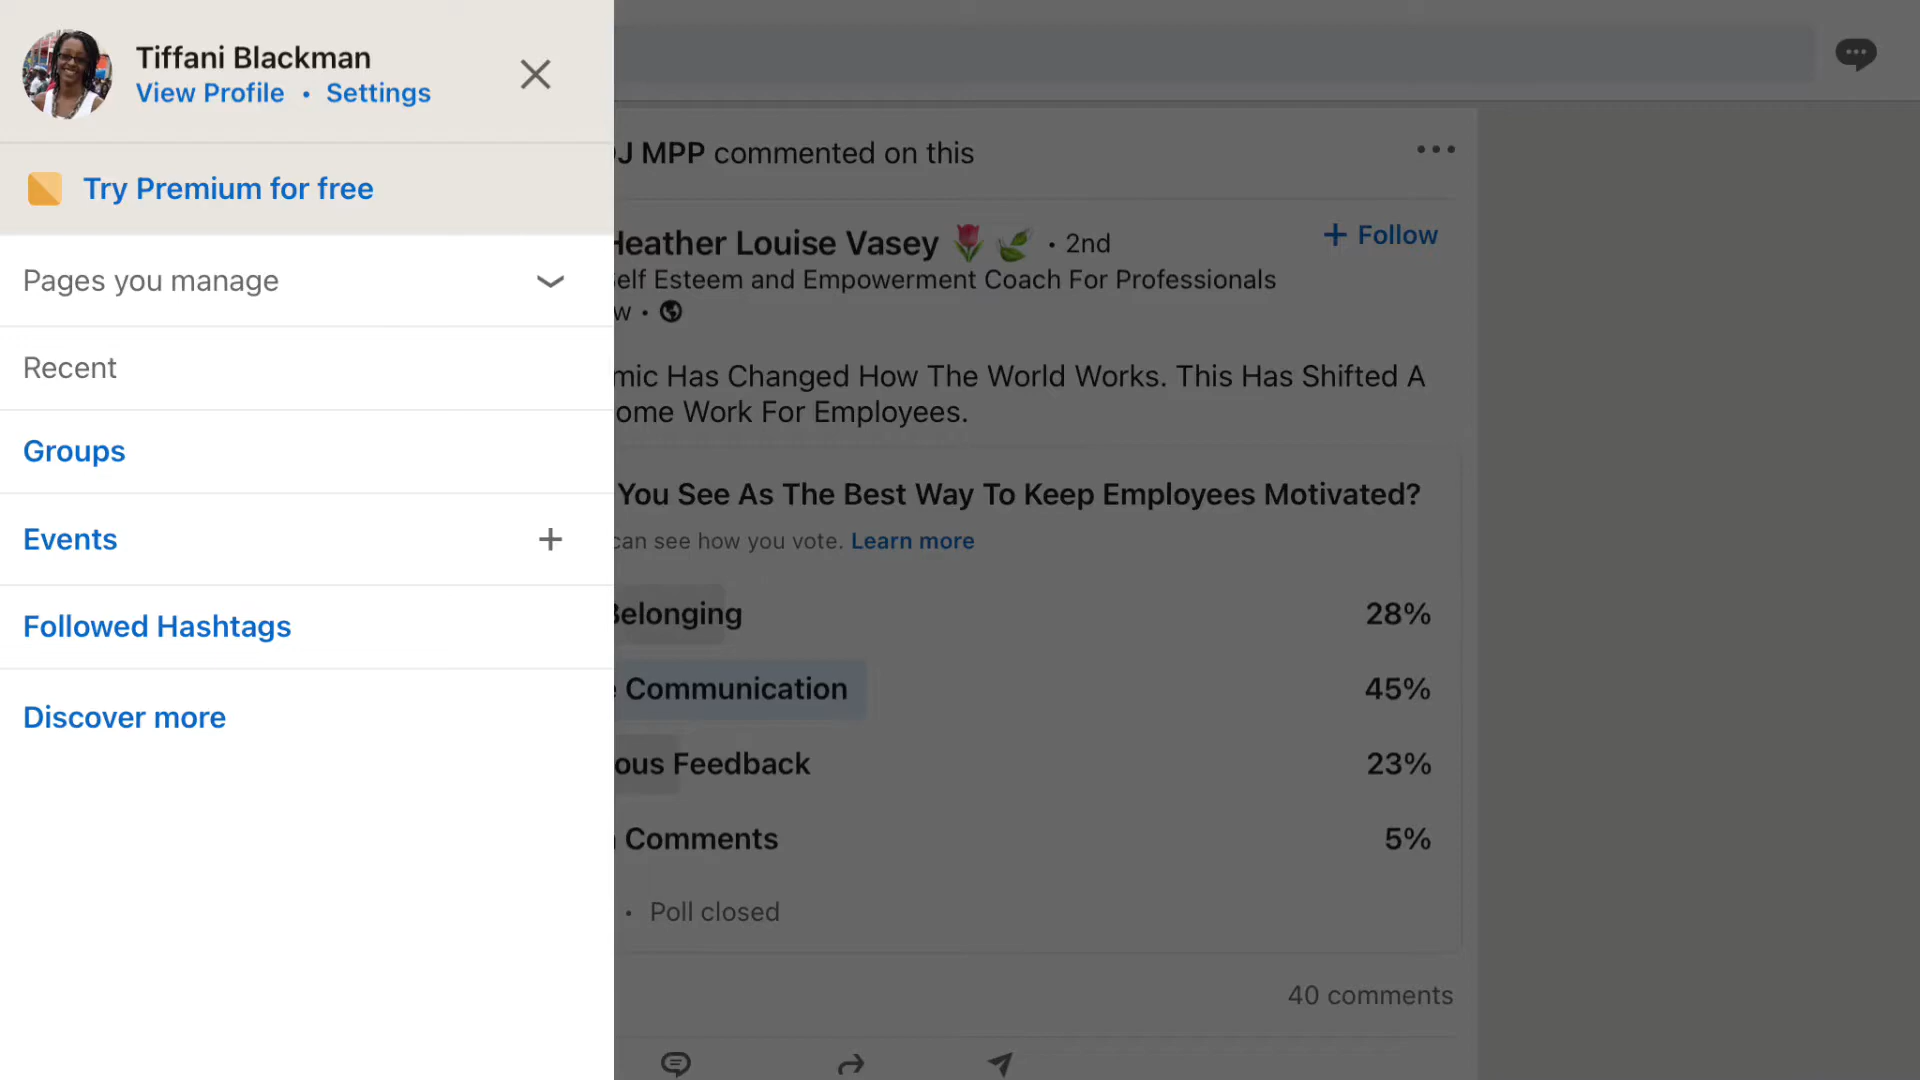 Tiffani Blackman
View Profile • Settings
Try Premium for free
Pages you manage
Recent
Groups
Events
Followed Hashtags
Discover more
J MPP commented on this
Heather Louise Vasey • 2nd
+ Follow
elf Esteem and Empowerment Coach For Professionals
w •
mic Has Changed How The World Works. This Has Shifted A
ome Work For Employees.
You See As The Best Way To Keep Employees Motivated?
can see how you vote. Learn more
Belonging 28%
Communication 45%
ous Feedback 23%
Comments 5%
• Poll closed
40 comments